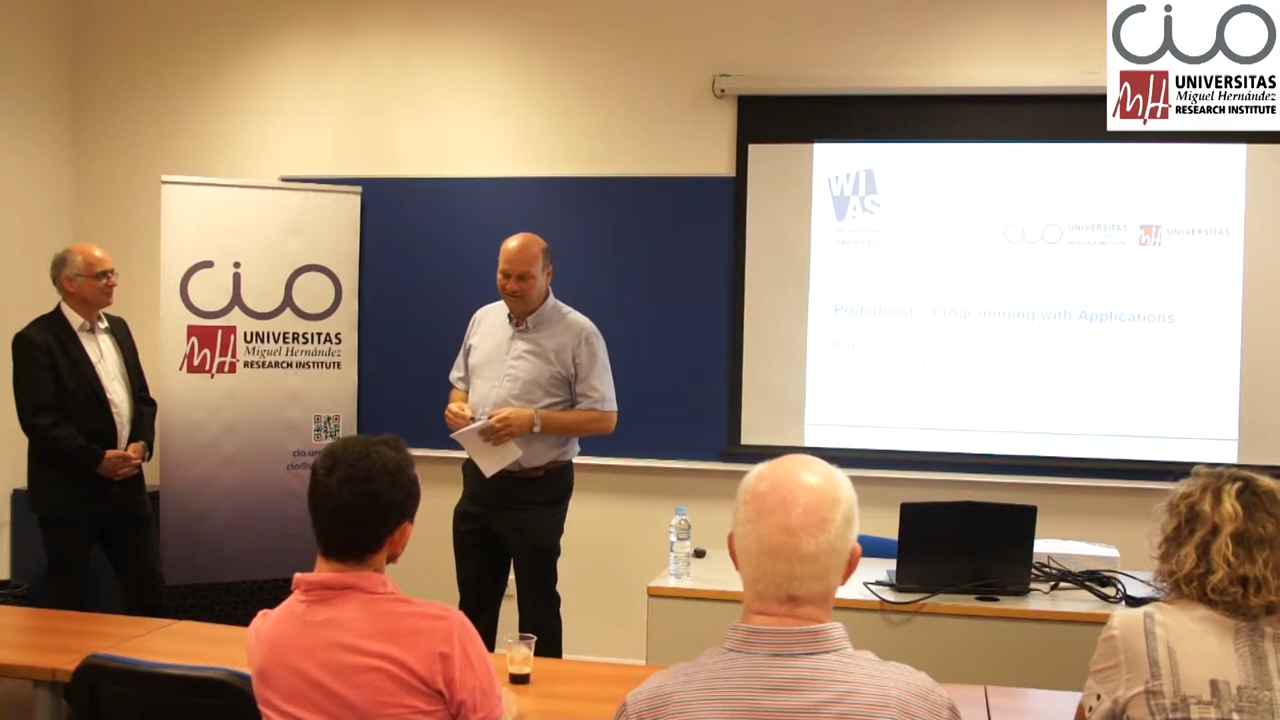 cio
UNIVERSITAS
Miguel Hernández
RESEARCH INSTITUTE
cio
UNIVERSITAS
Miguel Hernández
RESEARCH INSTITUTE
WI
AS
cio
UNIVERSITAS
UNIVERSITAS
Programming with Applications